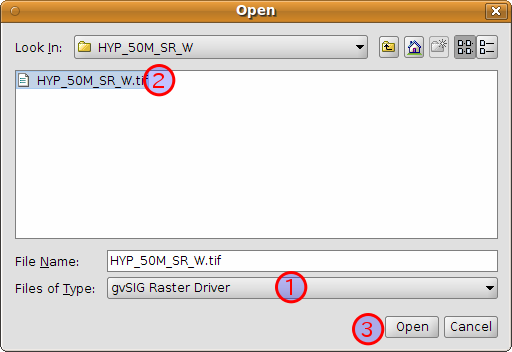 Open
Look In: HYP_50M_SR_W
HYP_50M_SR_W.tif 2
File Name: HYP_50M_SR_W.tif
Files of Type: gvSIG Raster Driver 1
3 Open Cancel